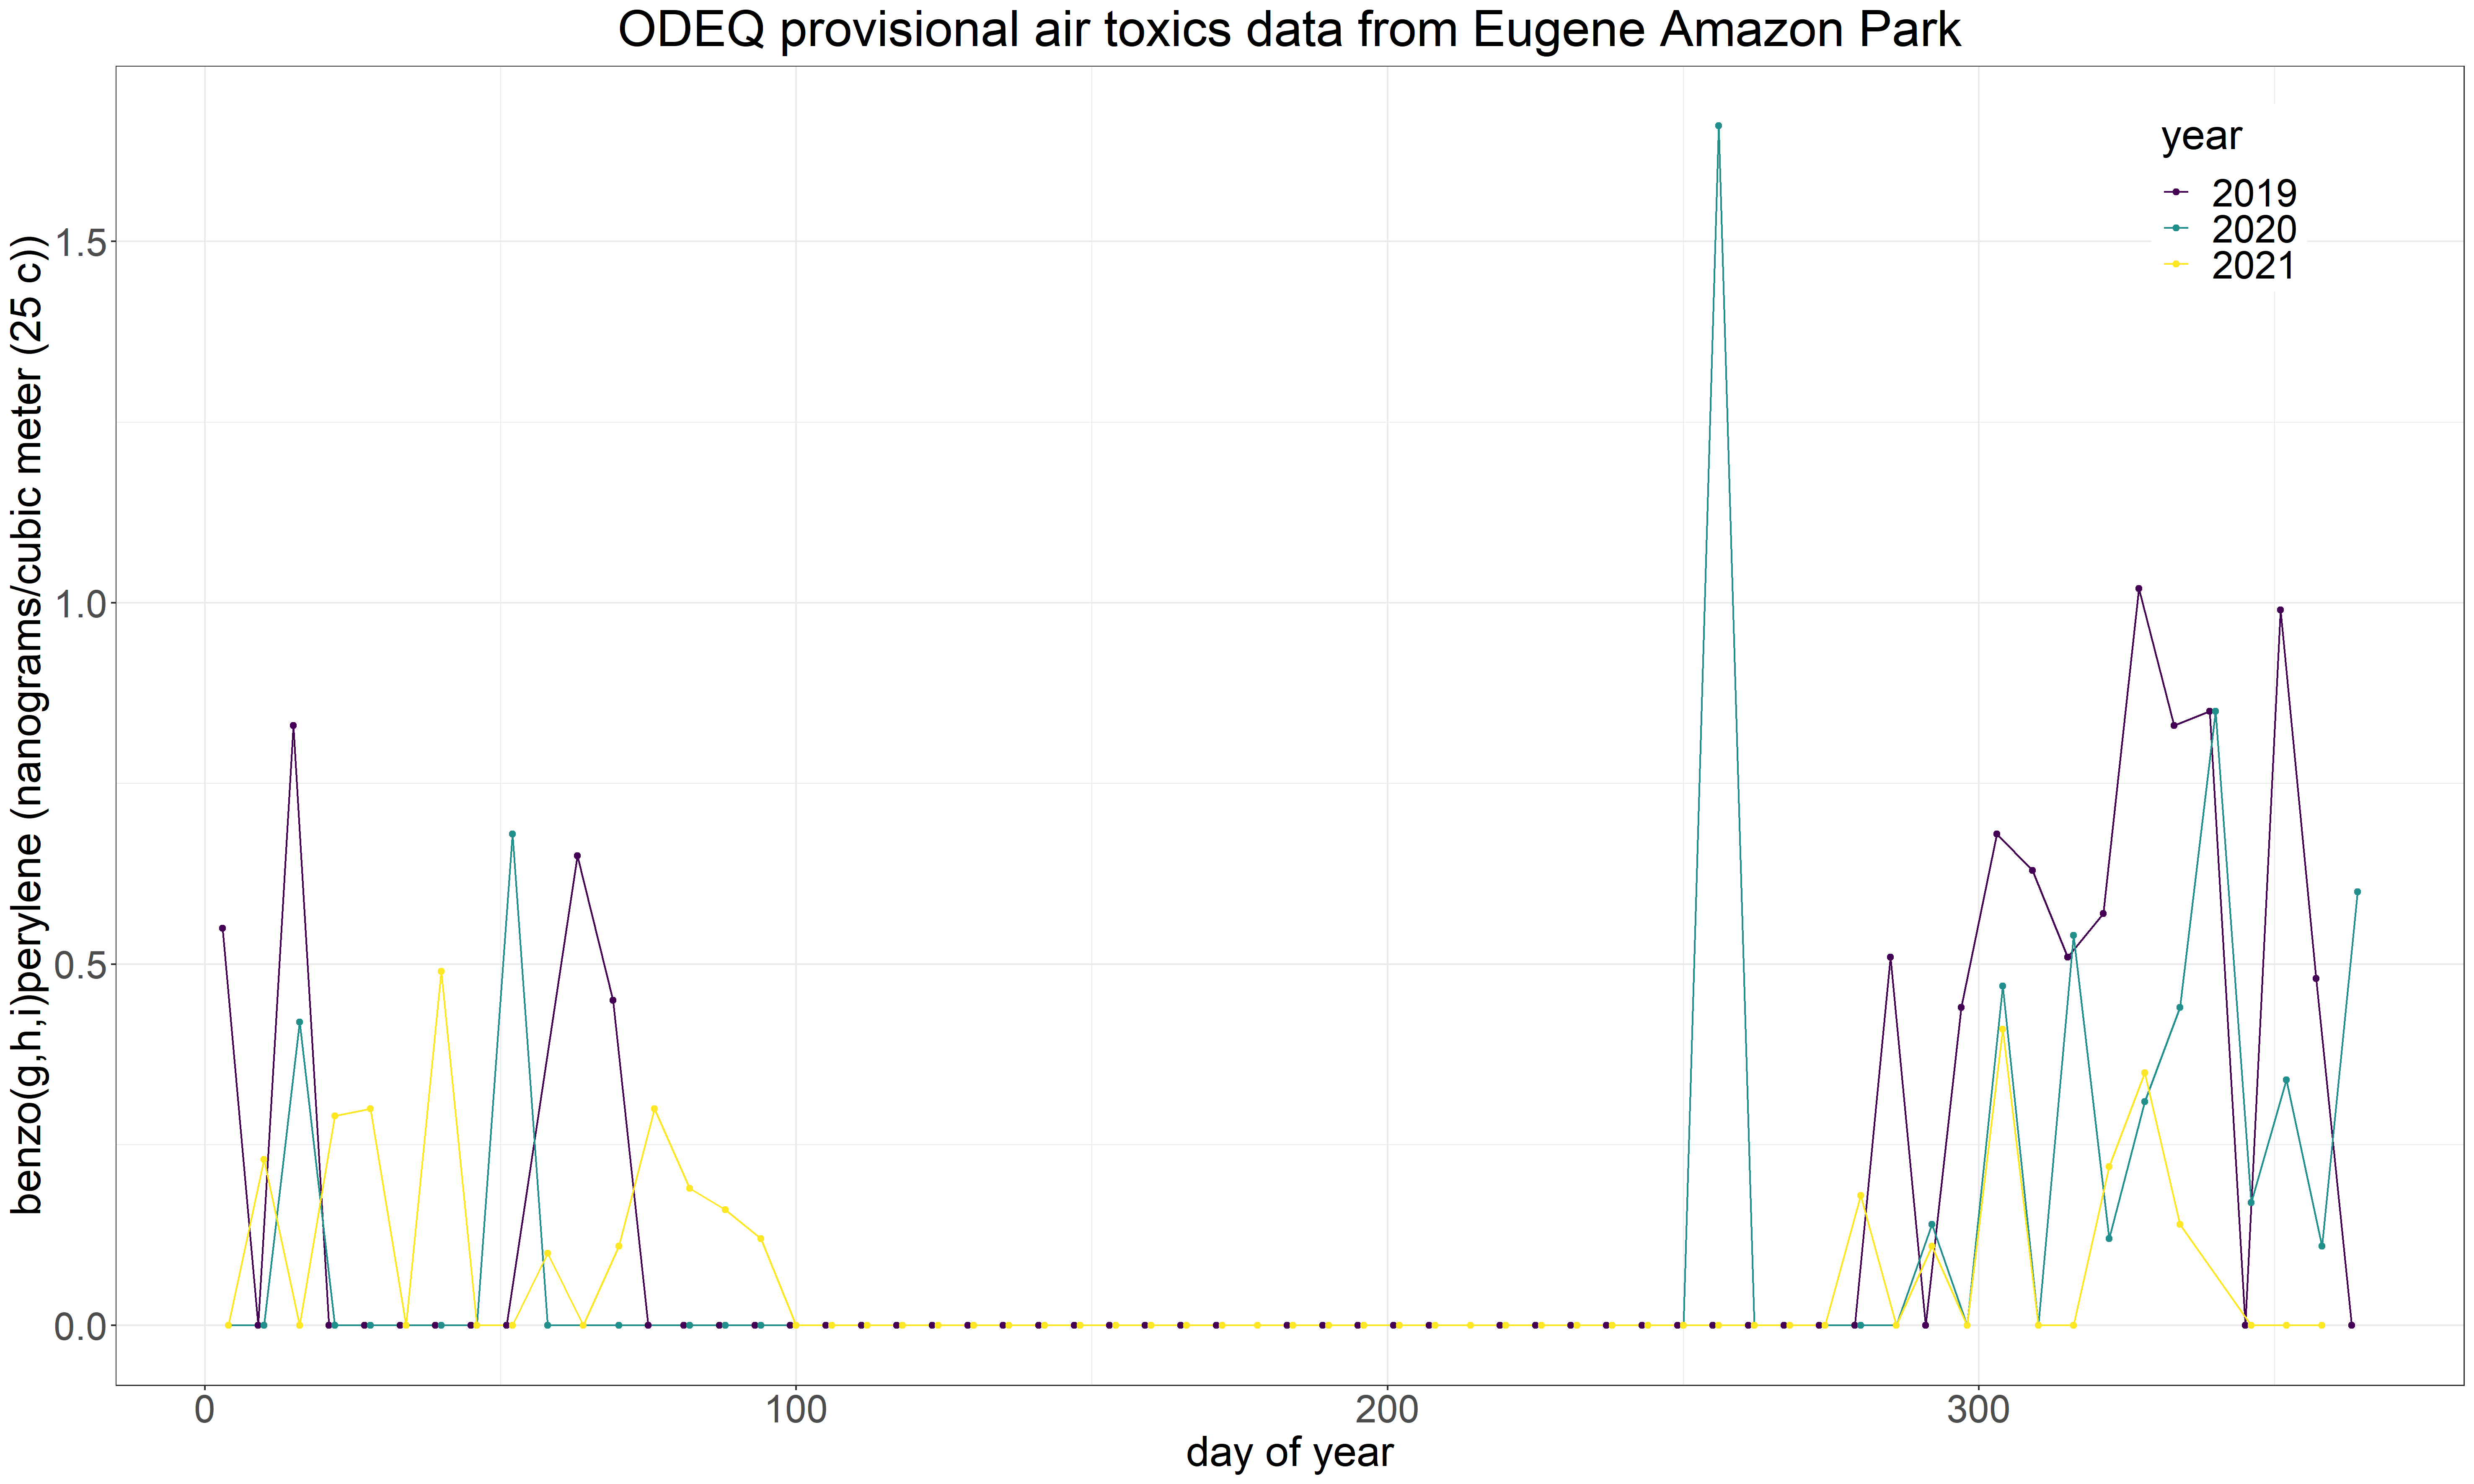 ODEQ provisional air toxics data from Eugene Amazon Park
benzo(g,h,i)perylene (nanograms/cubic meter (25 c))
1.5
1.0
0.5
0.0
year
2019
2020
2021
0
100
200
300
day of year